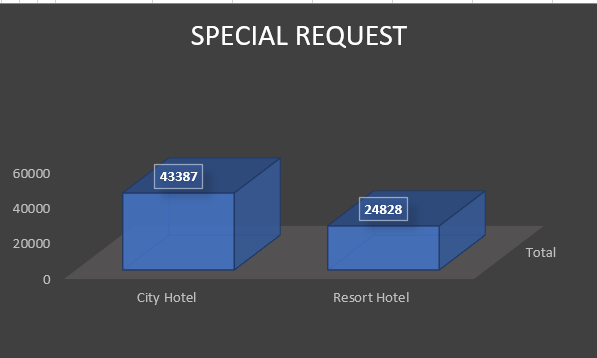 SPECIAL REQUEST
60000
40000
20000
0
43387
24828
City Hotel
Resort Hotel
Total